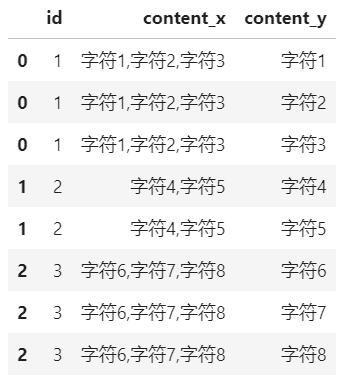 id content_x content_y
0 1 字符1,字符2,字符3 字符1
0 1 字符1,字符2,字符3 字符2
0 1 字符1,字符2,字符3 字符3
1 2 字符4,字符5 字符4
1 2 字符4,字符5 字符5
2 3 字符6,字符7,字符8 字符6
2 3 字符6,字符7,字符8 字符7
2 3 字符6,字符7,字符8 字符8